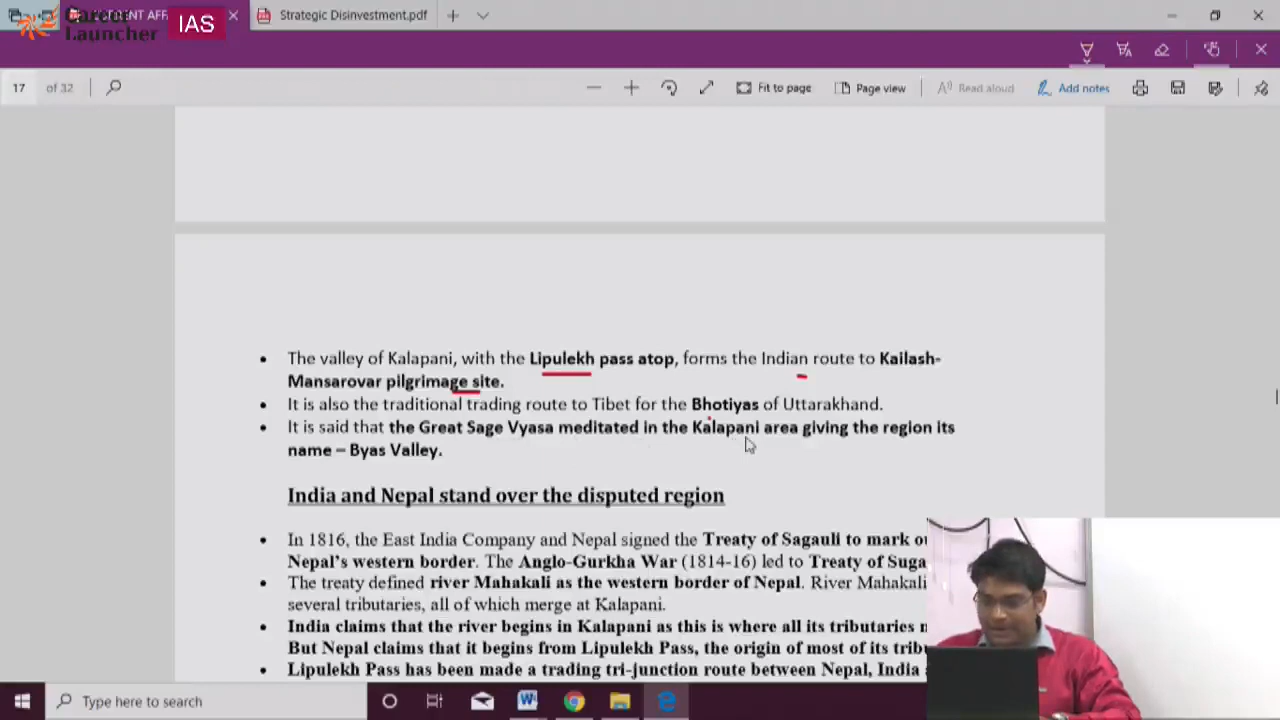 Career
Launcher
IAS
Strategic Disinvestment.pdf
17 of 32
Fit to page
Page view
Read aloud
Add notes
• The valley of Kalapani, with the Lipulekh pass atop, forms the Indian route to Kailash-
Mansarovar pilgrimage site.
• It is also the traditional trading route to Tibet for the Bhotiyas of Uttarakhand.
• It is said that the Great Sage Vyasa meditated in the Kalapani area giving the region its
name – Byas Valley.
India and Nepal stand over the disputed region
• In 1816, the East India Company and Nepal signed the Treaty of Sagauli to mark
Nepal's western border. The Anglo-Gurkha War (1814-16) led to Treaty of
• The treaty defined river Mahakali as the western border of Nepal. River Mahakali
several tributaries, all of which merge at Kalapani.
• India claims that the river begins in Kalapani as this is where all its tributaries
But Nepal claims that it begins from Lipulekh Pass, the origin of most of its
• Lipulekh Pass has been made a trading tri-junction route between Nepal, India
Type here to search